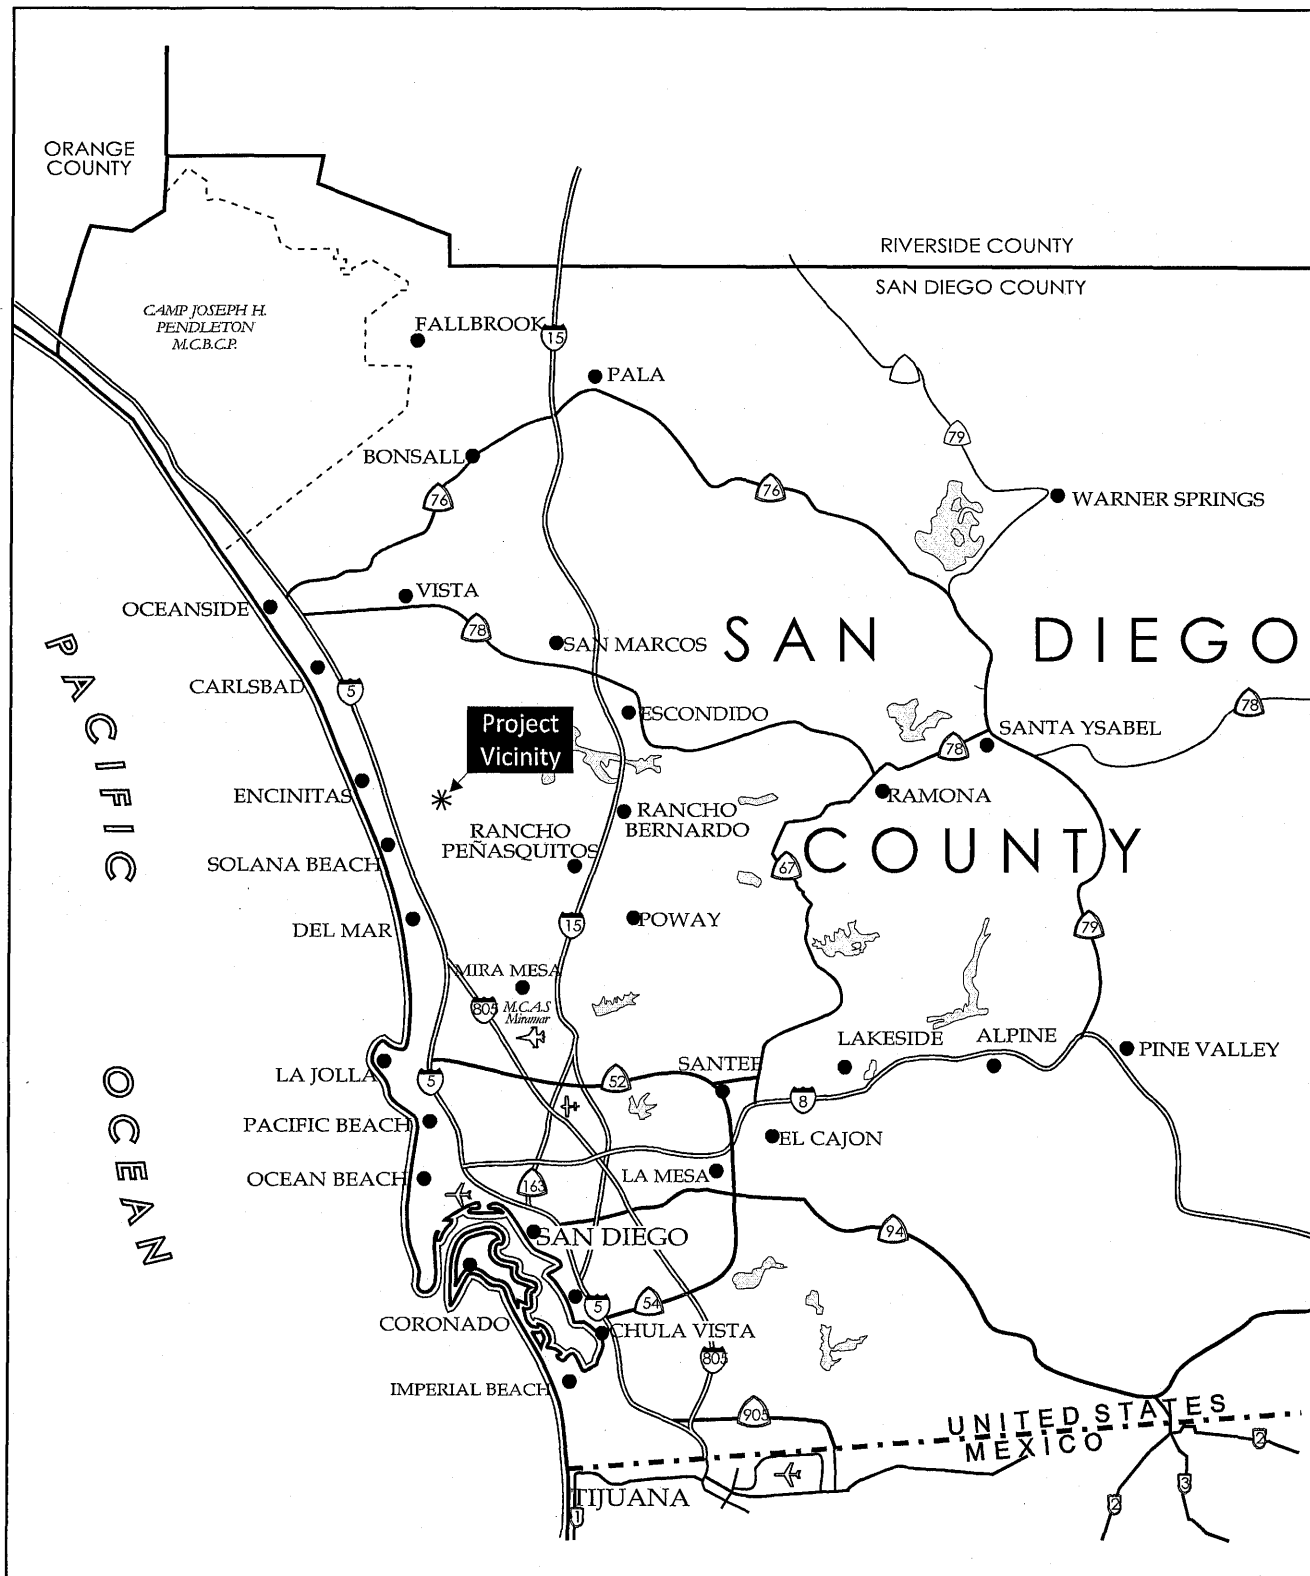 ORANGE
COUNTY
RIVERSIDE COUNTY
SAN DIEGO COUNTY
CAMP JOSEPH H.
PENDLETON
M.C.B.C.P.
FALLBROOK
15
PALA
79
BONSALL
76
76
WARNER SPRINGS
VISTA
OCEANSIDE
78
SAN MARCOS
SAN DIEGO
CARLSBAD
5
ESCONDIDO
78
Project
Vicinity
SANTA YSABEL
78
ENCINITAS
RAMONA
RANCHO
BERNARDO
RANCHO
PEÑASQUITOS
COUNTY
SOLANA BEACH
67
PACIFIC
DEL MAR
15
POWAY
79
MIRA MESA
805
M.C.A.S
Miramar
LAKESIDE
ALPINE
PINE VALLEY
LA JOLLA
5
52
SANTEE
8
OCEAN
PACIFIC BEACH
EL CAJON
OCEAN BEACH
163
LA MESA
SAN DIEGO
94
CORONADO
5
54
CHULA VISTA
805
IMPERIAL BEACH
905
UNITED STATES
MEXICO
2
TIJUANA
1
2
3